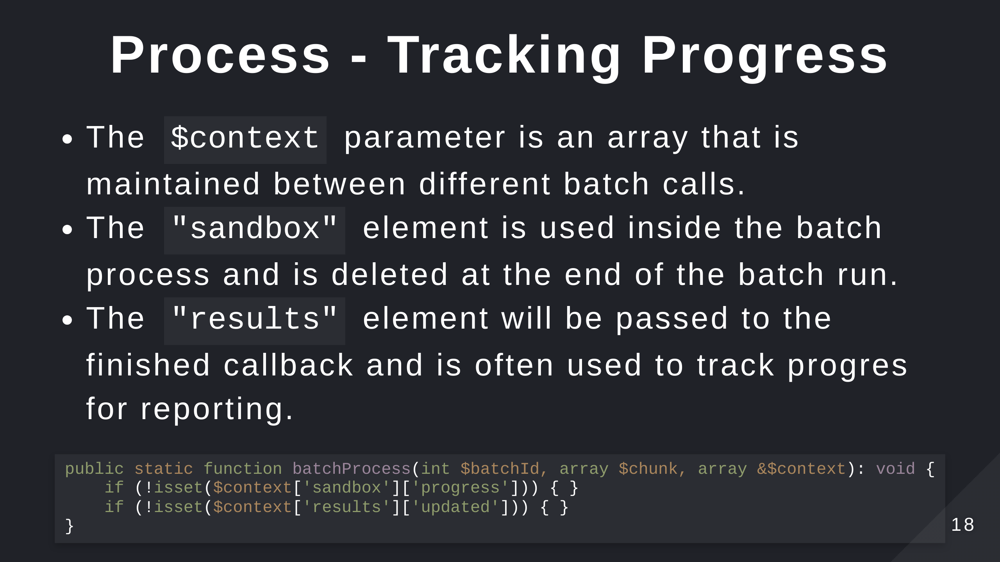 Process - Tracking Progress
• The $context parameter is an array that is
maintained between different batch calls.
• The "sandbox" element is used inside the batch
process and is deleted at the end of the batch run.
• The "results" element will be passed to the
finished callback and is often used to track progres
for reporting.
public static function batchProcess(int $batchId, array $chunk, array &$context): void {
    if (!isset($context['sandbox']['progress'])) { }
    if (!isset($context['results']['updated'])) { }
}
18